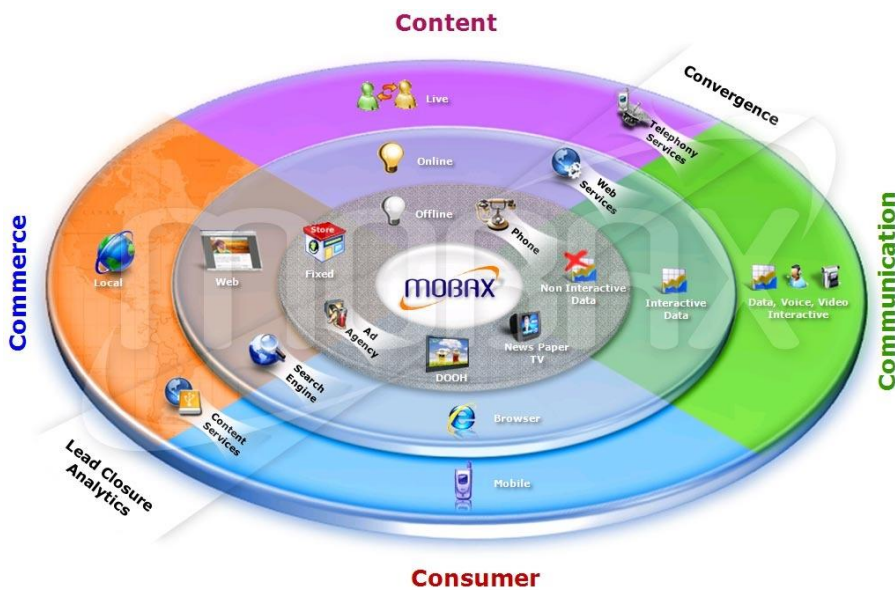 Content
Convergence
Live
Telephony
Services
Online
Web
Services
Offline
Phone
Store
Fixed
MOBAX
Non Interactive
Data
Commerce
Local
Web
Interactive
Data
Data, Voice, Video
Interactive
Communication
Ad
Agency
News Paper
TV
DOOH
Search
Engine
Browser
Content
Services
Mobile
Lead Closure
Analytics
Consumer
MOBAX